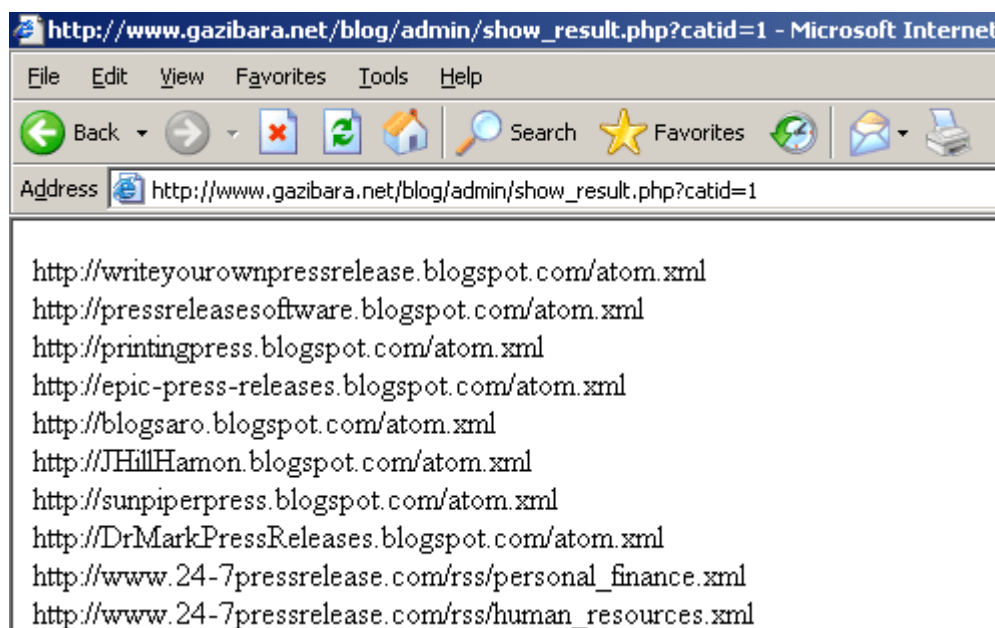 http://www.gazibara.net/blog/admin/show_result.php?catid=1 - Microsoft Internet
File Edit View Favorites Tools Help
Back Search Favorites
Address http://www.gazibara.net/blog/admin/show_result.php?catid=1
http://writeyourownpressrelease.blogspot.com/atom.xml
http://pressreleasesoftware.blogspot.com/atom.xml
http://printingpress.blogspot.com/atom.xml
http://epic-press-releases.blogspot.com/atom.xml
http://blogsaro.blogspot.com/atom.xml
http://JHillHamon.blogspot.com/atom.xml
http://sunpiperpress.blogspot.com/atom.xml
http://DrMarkPressReleases.blogspot.com/atom.xml
http://www.24-7pressrelease.com/rss/personal_finance.xml
http://www.24-7pressrelease.com/rss/human_resources.xml